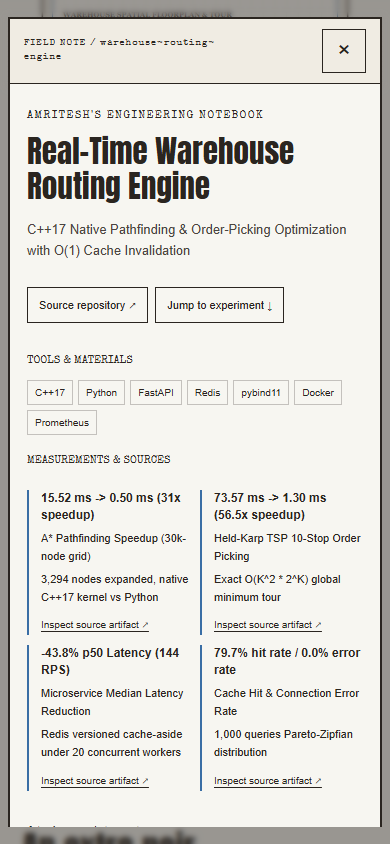 WAREHOUSE SPATIAL FLOORPLAN & TOUR
FIELD NOTE / warehouse-routing-
engine
×
AMRITESH'S ENGINEERING NOTEBOOK
Real-Time Warehouse
Routing Engine
C++17 Native Pathfinding & Order-Picking Optimization
with O(1) Cache Invalidation
Source repository ↗
Jump to experiment ↓
TOOLS & MATERIALS
C++17 Python FastAPI Redis pybind11 Docker
Prometheus
MEASUREMENTS & SOURCES
15.52 ms -> 0.50 ms (31x
speedup)
A* Pathfinding Speedup (30k-
node grid)
3,294 nodes expanded, native
C++17 kernel vs Python
Inspect source artifact ↗
73.57 ms -> 1.30 ms
(56.5x speedup)
Held-Karp TSP 10-Stop Order
Picking
Exact O(K^2 * 2^K) global
minimum tour
Inspect source artifact ↗
-43.8% p50 Latency (144
RPS)
Microservice Median Latency
Reduction
Redis versioned cache-aside
under 20 concurrent workers
Inspect source artifact ↗
79.7% hit rate / 0.0% error
rate
Cache Hit & Connection Error
Rate
1,000 queries Pareto-Zipfian
distribution
Inspect source artifact ↗